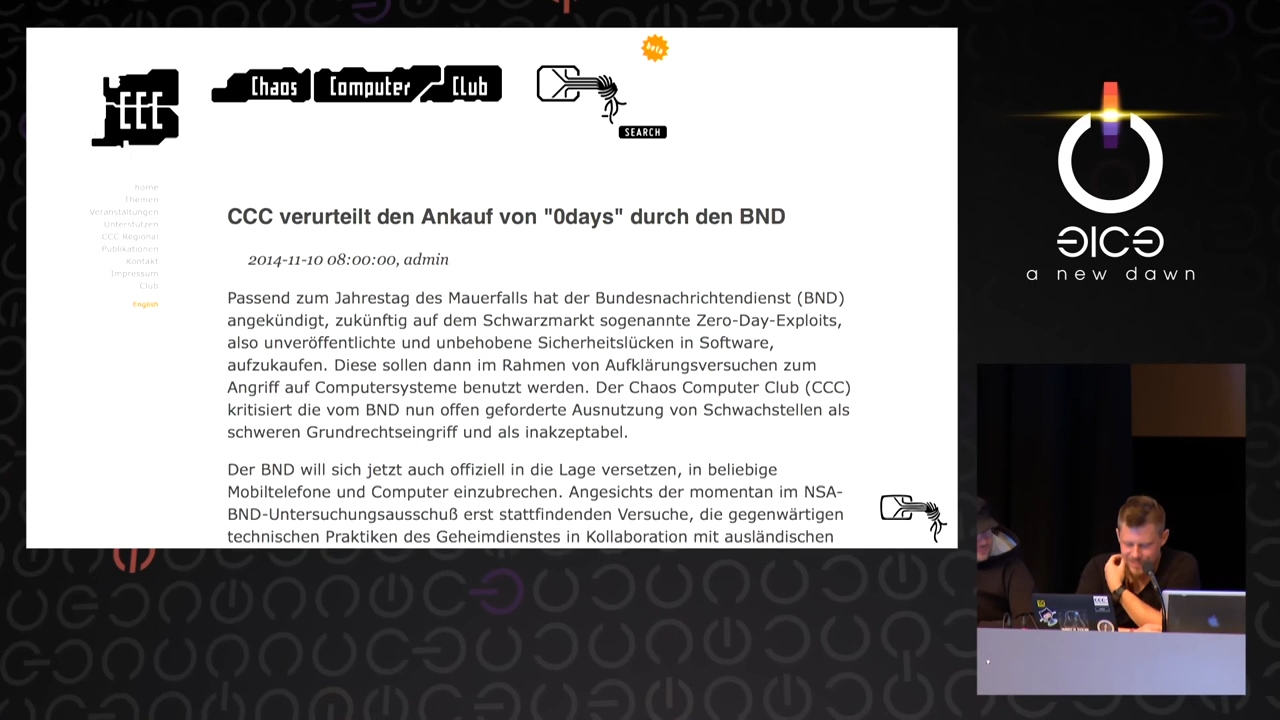 beta
CCC
Chaos Computer Club
SEARCH
home
Themen
Veranstaltungen
Unterstützen
CCC Regional
Publikationen
Kontakt
Impressum
Club
English
CCC verurteilt den Ankauf von "0days" durch den BND
2014-11-10 08:00:00, admin
Passend zum Jahrestag des Mauerfalls hat der Bundesnachrichtendienst (BND)
angekündigt, zukünftig auf dem Schwarzmarkt sogenannte Zero-Day-Exploits,
also unveröffentlichte und unbehobene Sicherheitslücken in Software,
aufzukaufen. Diese sollen dann im Rahmen von Aufklärungsversuchen zum
Angriff auf Computersysteme benutzt werden. Der Chaos Computer Club (CCC)
kritisiert die vom BND nun offen geforderte Ausnutzung von Schwachstellen als
schweren Grundrechtseingriff und als inakzeptabel.
Der BND will sich jetzt auch offiziell in die Lage versetzen, in beliebige
Mobiltelefone und Computer einzubrechen. Angesichts der momentan im NSA-
BND-Untersuchungsausschuß erst stattfindenden Versuche, die gegenwärtigen
technischen Praktiken des Geheimdienstes in Kollaboration mit ausländischen
a new dawn